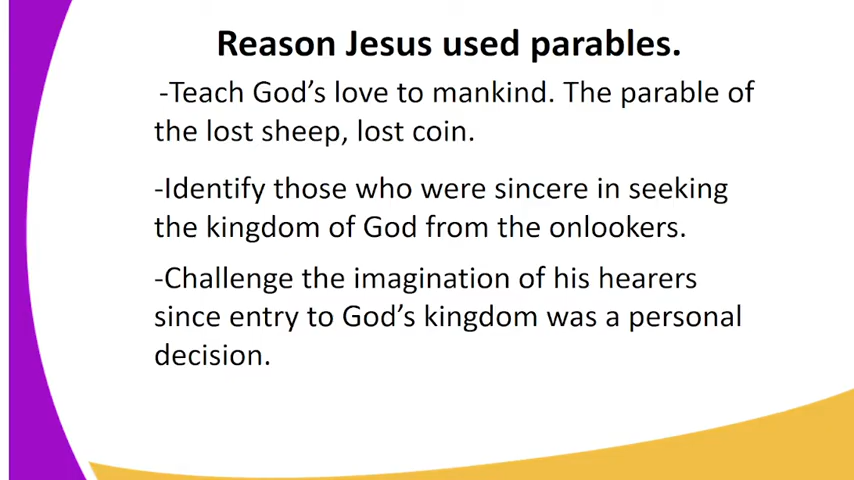 Reason Jesus used parables.
-Teach God's love to mankind. The parable of
the lost sheep, lost coin.
-Identify those who were sincere in seeking
the kingdom of God from the onlookers.
-Challenge the imagination of his hearers
since entry to God's kingdom was a personal
decision.